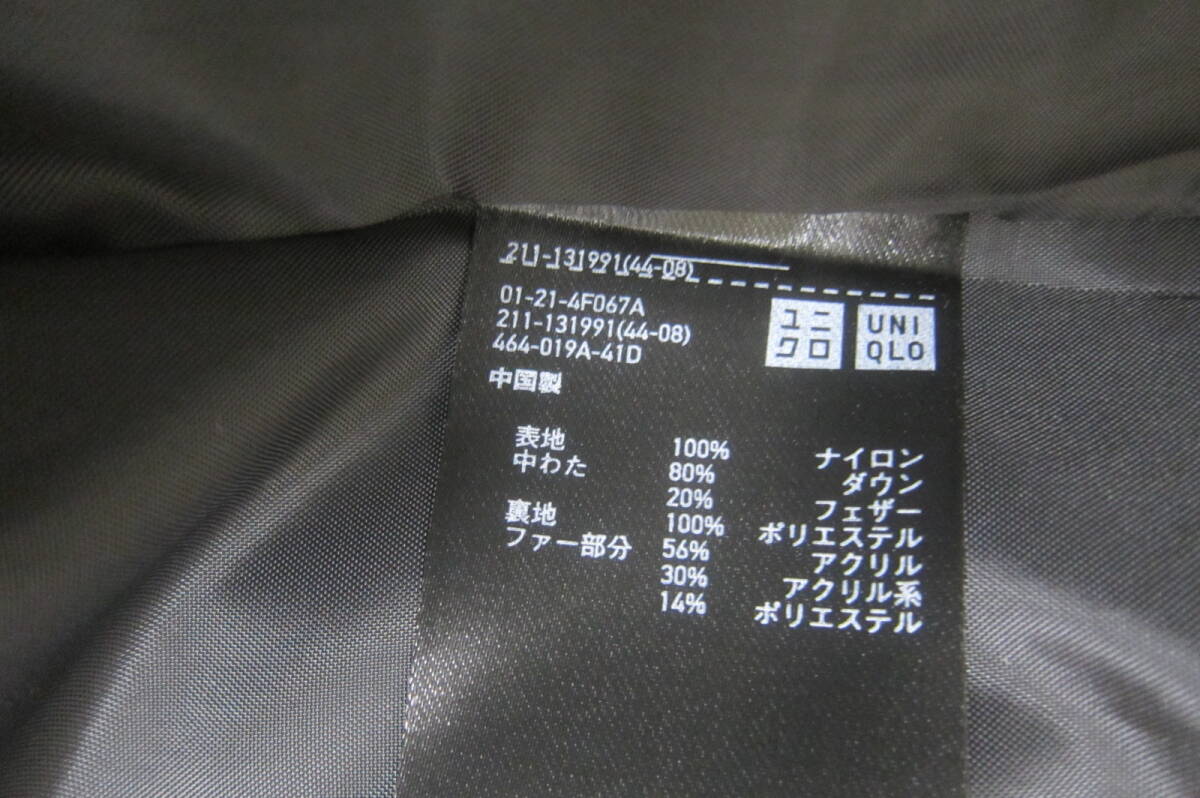 211-131991(44-08)
01-21-4F067A
211-131991(44-08)
464-019A-41D
中国製
ユニ
クロ
UNI
QLO
表地 100% ナイロン
中わた 80% ダウン
20% フェザー
裏地 100% ポリエステル
ファー部分 56% アクリル
30% アクリル系
14% ポリエステル